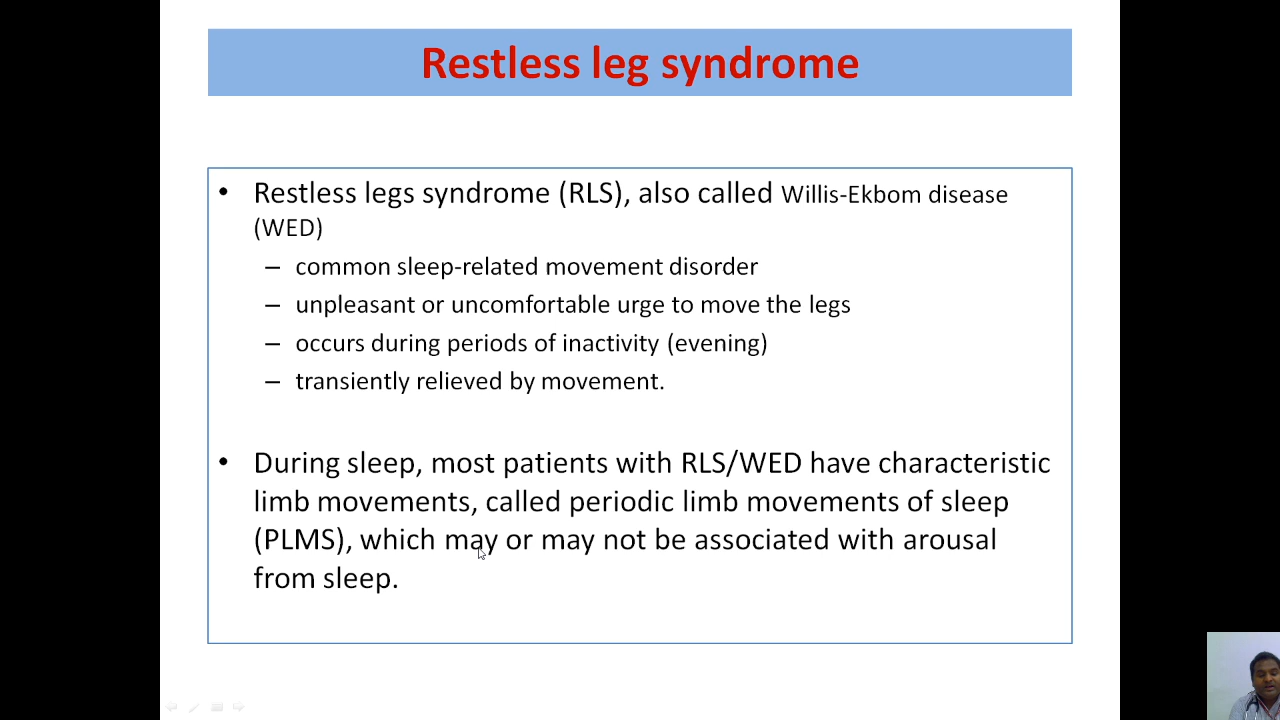 Restless leg syndrome
• Restless legs syndrome (RLS), also called Willis-Ekbom disease
(WED)
– common sleep-related movement disorder
– unpleasant or uncomfortable urge to move the legs
– occurs during periods of inactivity (evening)
– transiently relieved by movement.
• During sleep, most patients with RLS/WED have characteristic
limb movements, called periodic limb movements of sleep
(PLMS), which may or may not be associated with arousal
from sleep.